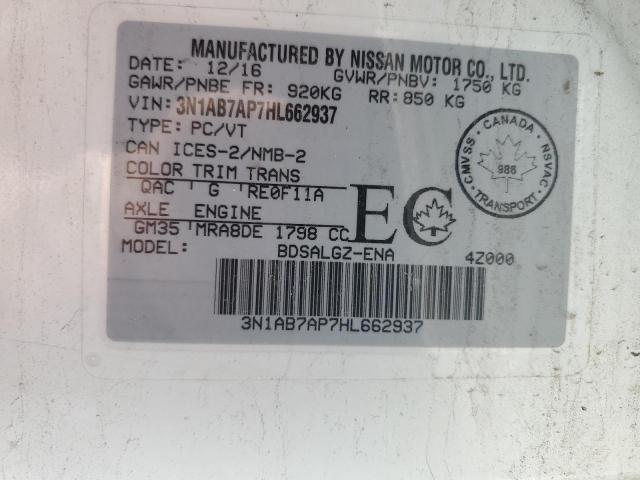 MANUFACTURED BY NISSAN MOTOR CO., LTD.
DATE: 12/16 GVWR/PNBV: 1750 KG
GAWR/PNBE FR: 920KG RR: 850 KG
VIN: 3N1AB7AP7HL662937
TYPE: PC/VT
CAN ICES-2/NMB-2
COLOR TRIM TRANS
QAC G RE0F11A
AXLE ENGINE
GM35 MRA8DE 1798 CC
MODEL: BDSALGZ-ENA 4Z000
EC
CANADA
CMVSS NSVAC
986
TRANSPORT
3N1AB7AP7HL662937